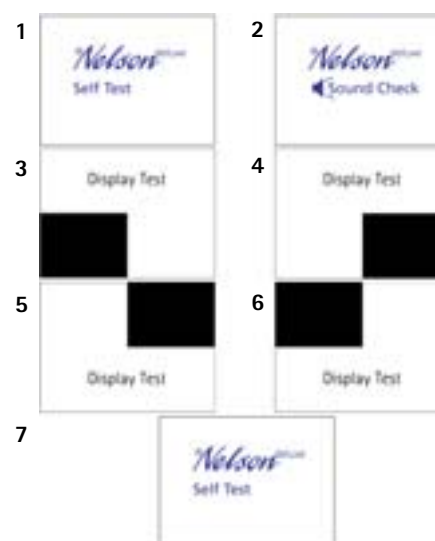 1
Nelson
Self Test
2
Nelson
Sound Check
3
Display Test
4
Display Test
5
Display Test
6
Display Test
7
Nelson
Self Test